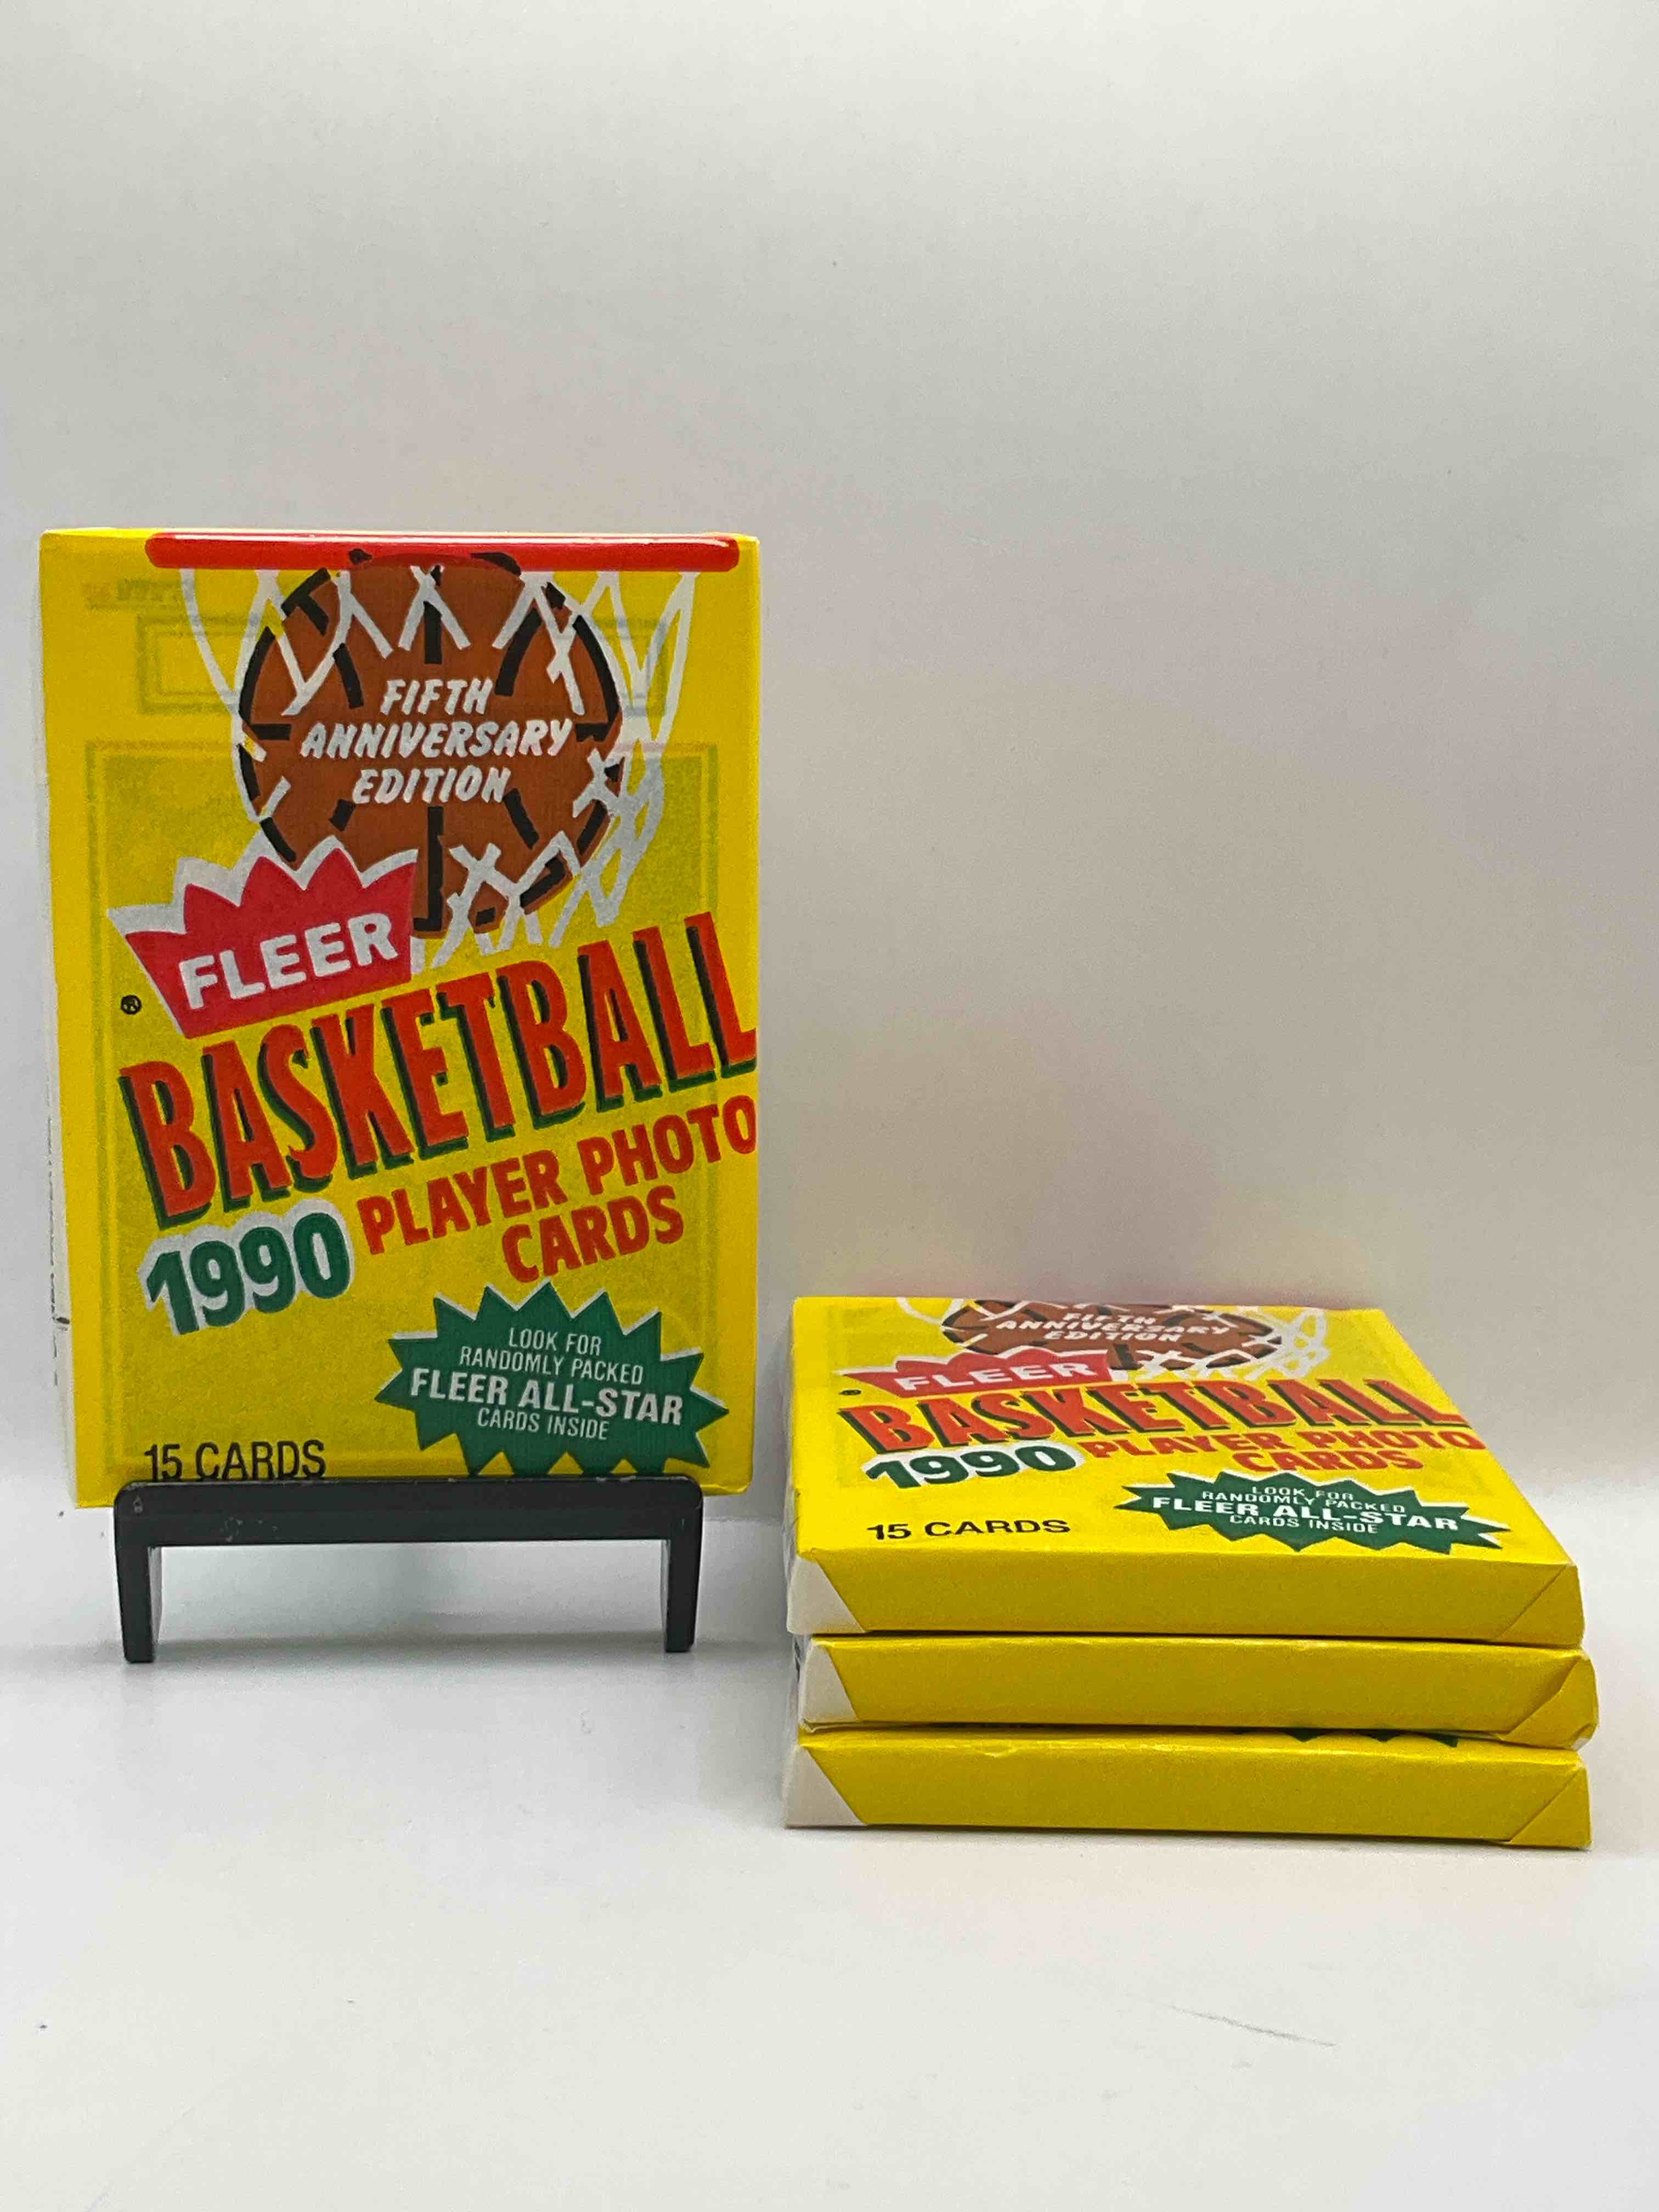 FIFTH
ANNIVERSARY
EDITION
FLEER
®
BASKETBALL
1990 PLAYER PHOTO
CARDS
LOOK FOR
RANDOMLY PACKED
FLEER ALL-STAR
CARDS INSIDE
15 CARDS
FIFTH
ANNIVERSARY
EDITION
FLEER
BASKETBALL
1990 PLAYER PHOTO
CARDS
LOOK FOR
RANDOMLY PACKED
FLEER ALL-STAR
CARDS INSIDE
15 CARDS